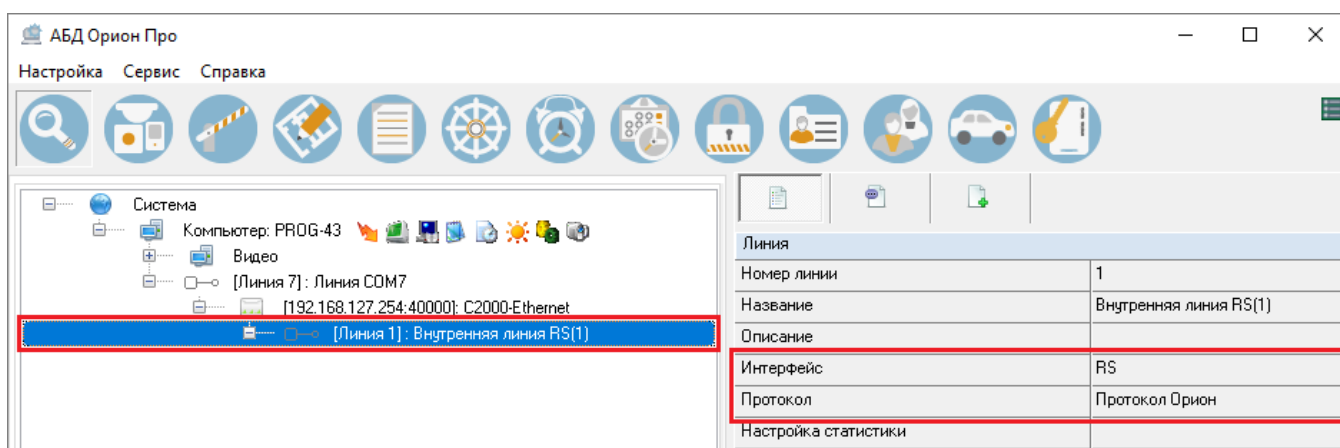 АБД Орион Про
Настройка Сервис Справка
Система
Компьютер: PROG-43
Видео
[Линия 7] : Линия COM7
[192.168.127.254:40000]: C2000-Ethernet
[Линия 1] : Внутренняя линия RS(1)
Линия
Номер линии 1
Название Внутренняя линия RS(1)
Описание
Интерфейс RS
Протокол Протокол Орион
Настройка статистики